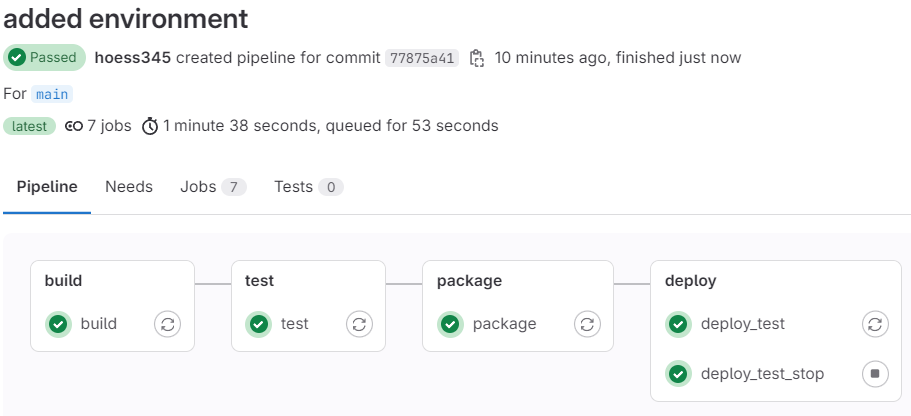 added environment
Passed hoess345 created pipeline for commit 77875a41 10 minutes ago, finished just now
For main
latest 7 jobs 1 minute 38 seconds, queued for 53 seconds
Pipeline Needs Jobs 7 Tests 0
build test package deploy
build test package deploy_test
deploy_test_stop